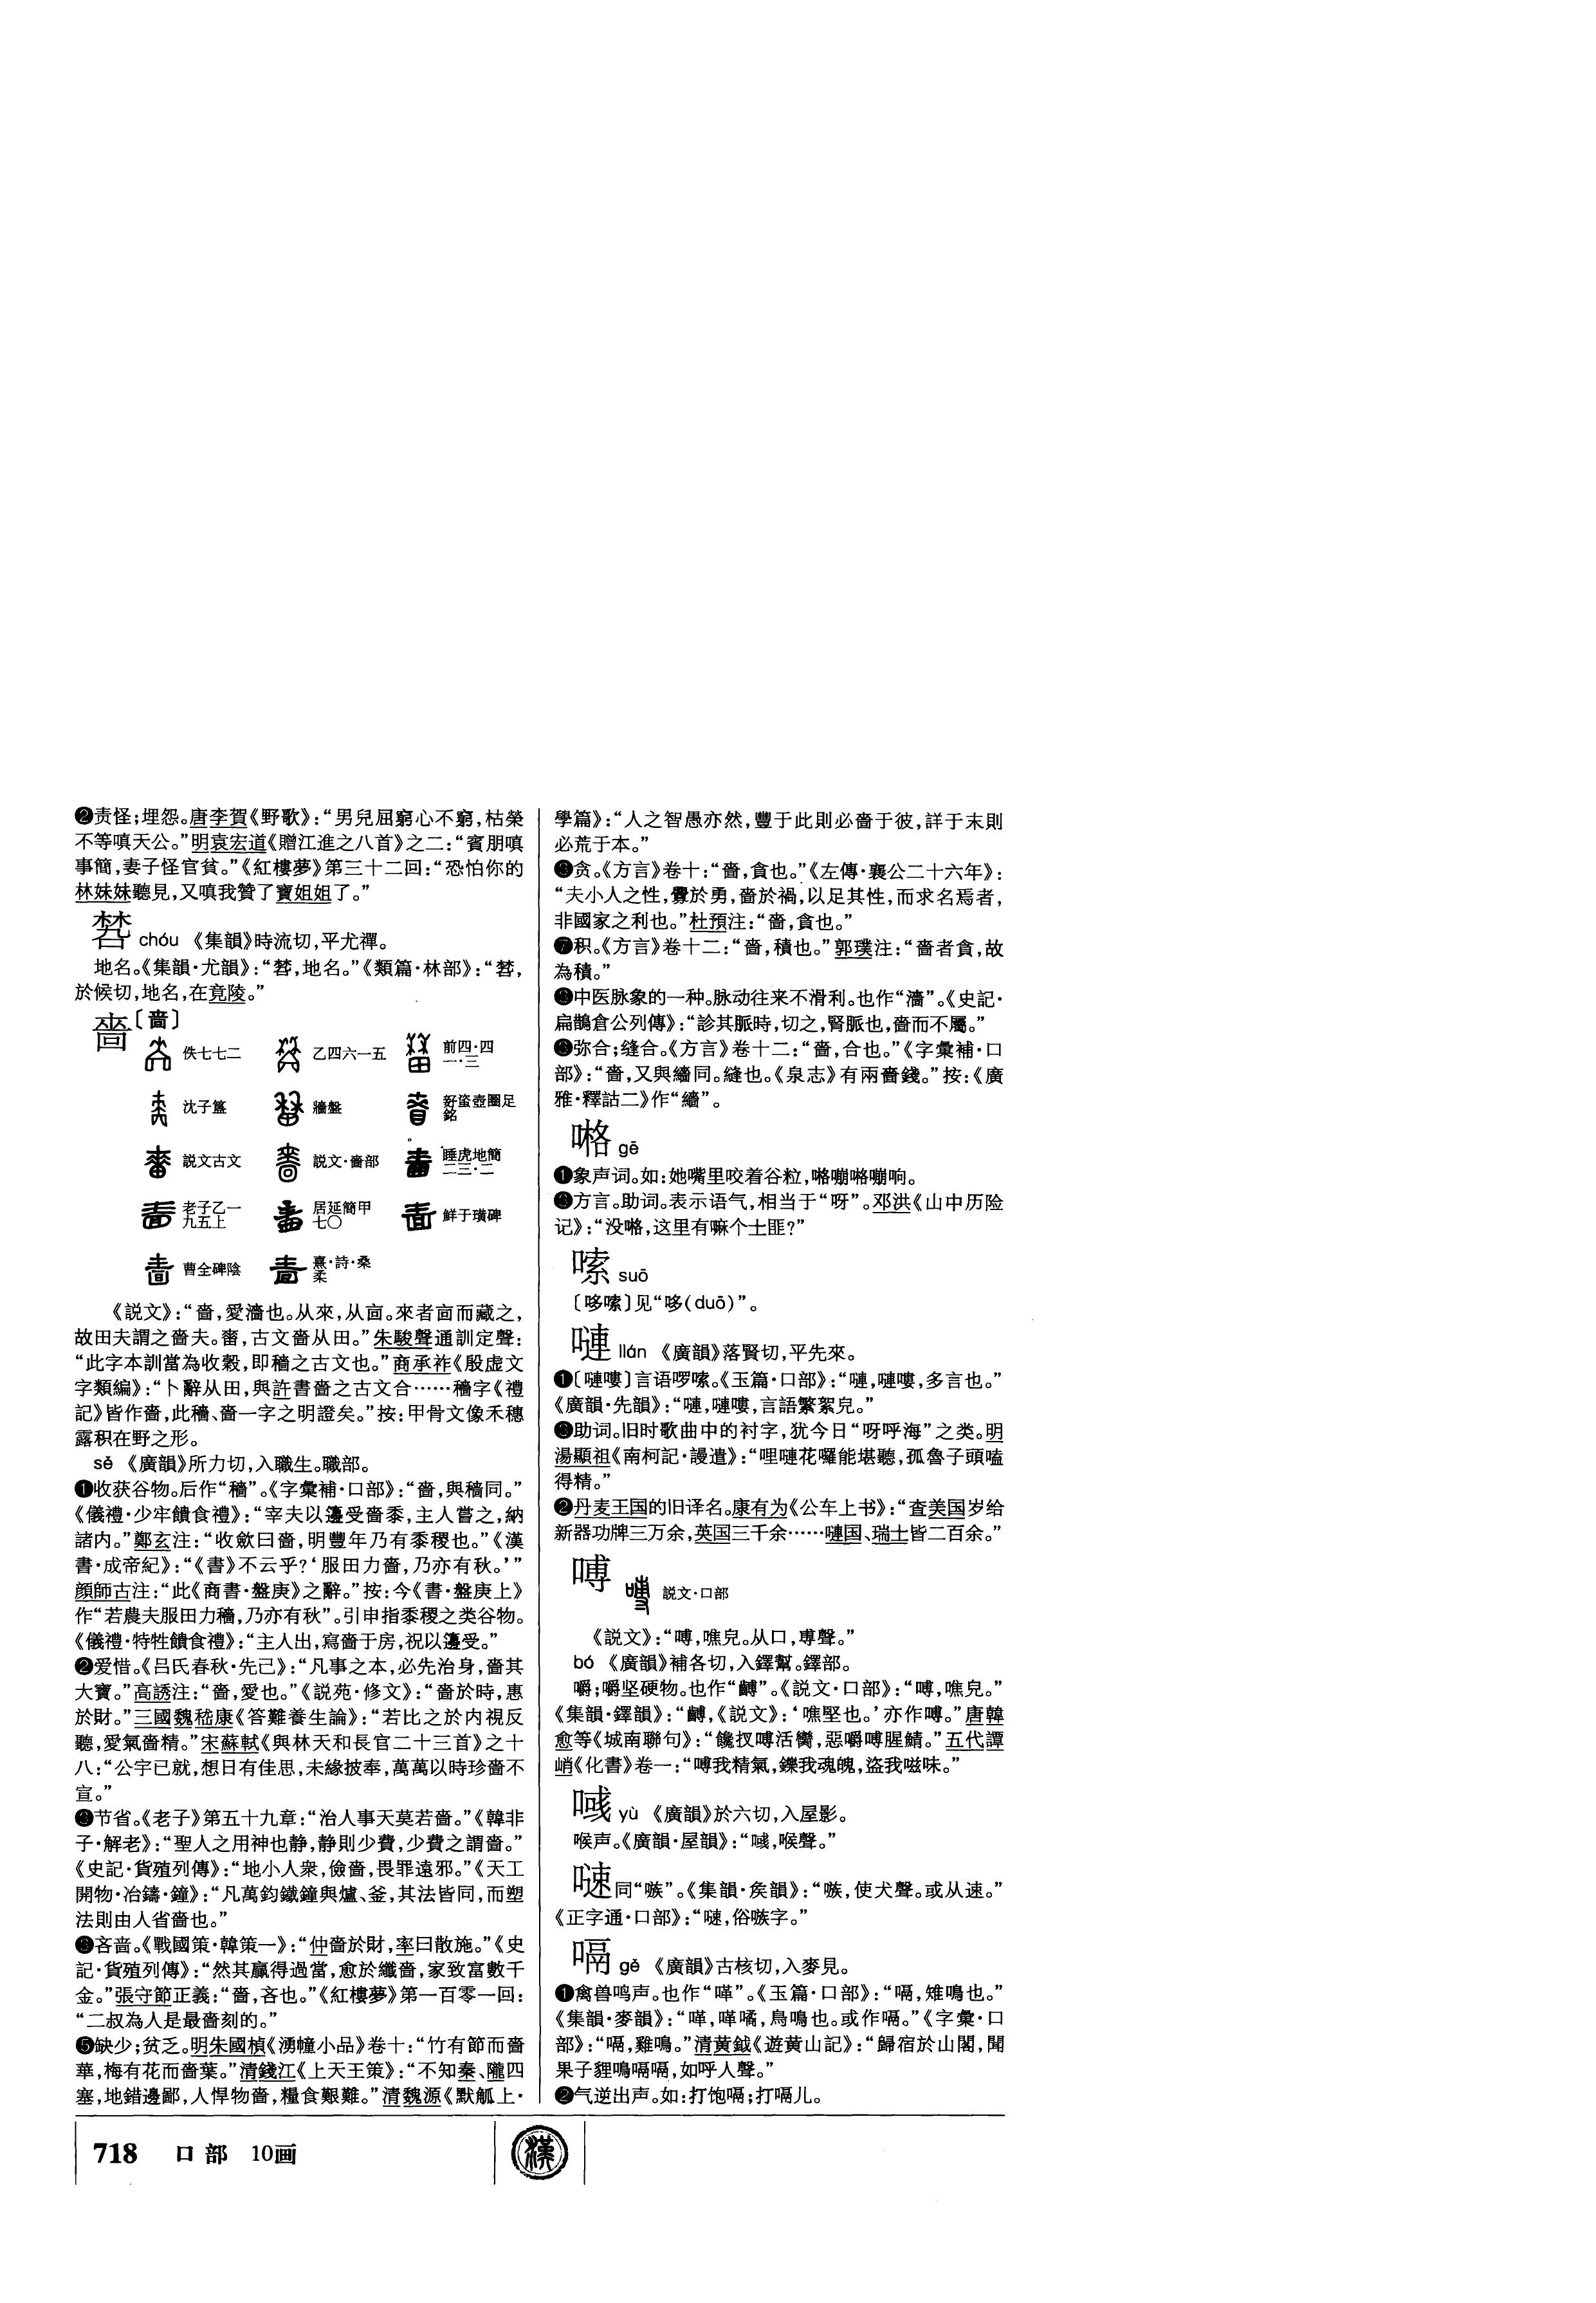 ❷责怪;埋怨。唐李賀《野歌》:“男兒屈窮心不窮,枯榮
不等嗔天公。”明袁宏道《贈江進之八首》之二:“賓朋嗔
事簡,妻子怪官貧。”《紅樓夢》第三十二回:“恐怕你的
林妹妹聽見,又嗔我贊了寶姐姐了。”
chóu 《集韻》時流切,平尤禪。
地名。《集韻·尤韻》:“,地名。”《類篇·林部》:“,
於候切,地名,在竟陵。”
嗇〔啬〕
佚七七二 乙四六一五 前四·四
一·三
沈子簋 牆盤 𧊒壺圈足
銘
説文古文 説文·嗇部 睡虎地簡
二三·二
老子乙一
九五上 居延簡甲
七〇 鮮于璜碑
曹全碑陰 熹·詩·桑
柔
《説文》:“嗇,愛濇也。从來,从㐭。來者㐭而藏之,
故田夫謂之嗇夫。𤲸,古文嗇从田。”朱駿聲通訓定聲:
“此字本訓當為收穀,即穡之古文也。”商承祚《殷虚文
字類編》:“卜辭从田,與許書嗇之古文合……穡字《禮
記》皆作嗇,此穡、嗇一字之明證矣。”按:甲骨文像禾穗
露积在野之形。
sè 《廣韻》所力切,入職生。職部。
❶收获谷物。后作“穡”。《字彙補·口部》:“嗇,與穡同。”
《儀禮·少牢饋食禮》:“宰夫以籩受嗇黍,主人嘗之,納
諸内。”鄭玄注:“收斂曰嗇,明豐年乃有黍稷也。”《漢
書·成帝紀》:“《書》不云乎?‘服田力嗇,乃亦有秋。’”
顔師古注:“此《商書·盤庚》之辭。”按:今《書·盤庚上》
作“若農夫服田力穡,乃亦有秋”。引申指黍稷之类谷物。
《儀禮·特牲饋食禮》:“主人出,寫嗇于房,祝以籩受。”
❷爱惜。《吕氏春秋·先己》:“凡事之本,必先治身,嗇其
大寶。”高誘注:“嗇,愛也。”《説苑·修文》:“嗇於時,惠
於財。”三國魏嵇康《答難養生論》:“若比之於内視反
聽,愛氣嗇精。”宋蘇軾《與林天和長官二十三首》之十
八:“公宇已就,想日有佳思,未緣披奉,萬萬以時珍嗇不
宣。”
❸节省。《老子》第五十九章:“治人事天莫若嗇。”《韓非
子·解老》:“聖人之用神也静,静則少費,少費之謂嗇。”
《史記·貨殖列傳》:“地小人衆,儉嗇,畏罪遠邪。”《天工
開物·冶鑄·鐘》:“凡萬鈞鐵鐘與爐、釜,其法皆同,而塑
法則由人省嗇也。”
❹吝啬。《戰國策·韓策一》:“仲嗇於財,率曰散施。”《史
記·貨殖列傳》:“然其贏得過當,愈於纖嗇,家致富數千
金。”張守節正義:“嗇,吝也。”《紅樓夢》第一百零一回:
“二叔為人是最嗇刻的。”
❺缺少;贫乏。明朱國楨《湧幢小品》卷十:“竹有節而嗇
華,梅有花而嗇葉。”清錢江《上天王策》:“不知秦、隴四
塞,地錯邊鄙,人悍物嗇,糧食艱難。”清魏源《默觚上·
學篇》:“人之智愚亦然,豐于此則必嗇于彼,詳于末則
必荒于本。”
❻贪。《方言》卷十:“嗇,貪也。”《左傳·襄公二十六年》:
“夫小人之性,釁於勇,嗇於禍,以足其性,而求名焉者,
非國家之利也。”杜預注:“嗇,貪也。”
❼积。《方言》卷十二:“嗇,積也。”郭璞注:“嗇者貪,故
為積。”
❽中医脉象的一种。脉动往来不滑利。也作“濇”。《史記·
扁鵲倉公列傳》:“診其脈時,切之,腎脈也,嗇而不屬。”
❾弥合;缝合。《方言》卷十二:“嗇,合也。”《字彙補·口
部》:“嗇,又與繬同。縫也。《泉志》有兩嗇錢。”按:《廣
雅·釋詁二》作“繬”。
㗆 gē
❶象声词。如:她嘴里咬着谷粒,㗆嘣㗆嘣响。
❷方言。助词。表示语气,相当于“呀”。邓洪《山中历险
记》:“没㗆,这里有嘛个土匪?”
嗦 suō
〔哆嗦〕见“哆(duō)”。
嗹 lián 《廣韻》落賢切,平先來。
❶〔嗹嘍〕言语啰嗦。《玉篇·口部》:“嗹,嗹嘍,多言也。”
《廣韻·先韻》:“嗹,嗹嘍,言語繁絮皃。”
❷助词。旧时歌曲中的衬字,犹今日“呀呼海”之类。明
湯顯祖《南柯記·謾遣》:“哩嗹花囉能堪聽,孤魯子頭嗑
得精。”
❷丹麦王国的旧译名。康有为《公车上书》:“查美国岁给
新器功牌三万余,英国三千余……嗹国、瑞士皆二百余。”
嗙 説文·口部
《説文》:“嚩,噍皃。从口,尃聲。”
bó 《廣韻》補各切,入鐸幫。鐸部。
嚼;嚼坚硬物。也作“䶈”。《説文·口部》:“㗘,噍皃。”
《集韻·鐸韻》:“䶈,《説文》:‘噍堅也。’亦作㗘。”唐韓
愈等《城南聯句》:“饞扠㗘活臠,惡嚼㗘腥鯖。”五代譚
峭《化書》卷一:“㗘我精氣,鑠我魂魄,盜我滋味。”
yù 《廣韻》於六切,入屋影。
喉声。《廣韻·屋韻》:“,喉聲。”
同“嗾”。《集韻·矦韻》:“嗾,使犬聲。或从速。”
《正字通·口部》:“,俗嗾字。”
嗝 gé 《廣韻》古核切,入麥見。
❶禽兽鸣声。也作“嘩”。《玉篇·口部》:“嗝,雉鳴也。”
《集韻·麥韻》:“,,鳥鳴也。或作嗝。”《字彙·口
部》:“嗝,雞鳴。”清黄鉞《遊黄山記》:“歸宿於山閣,聞
果子貍鳴嗝嗝,如呼人聲。”
❷气逆出声。如:打饱嗝;打嗝儿。
718 口部 10画
漢